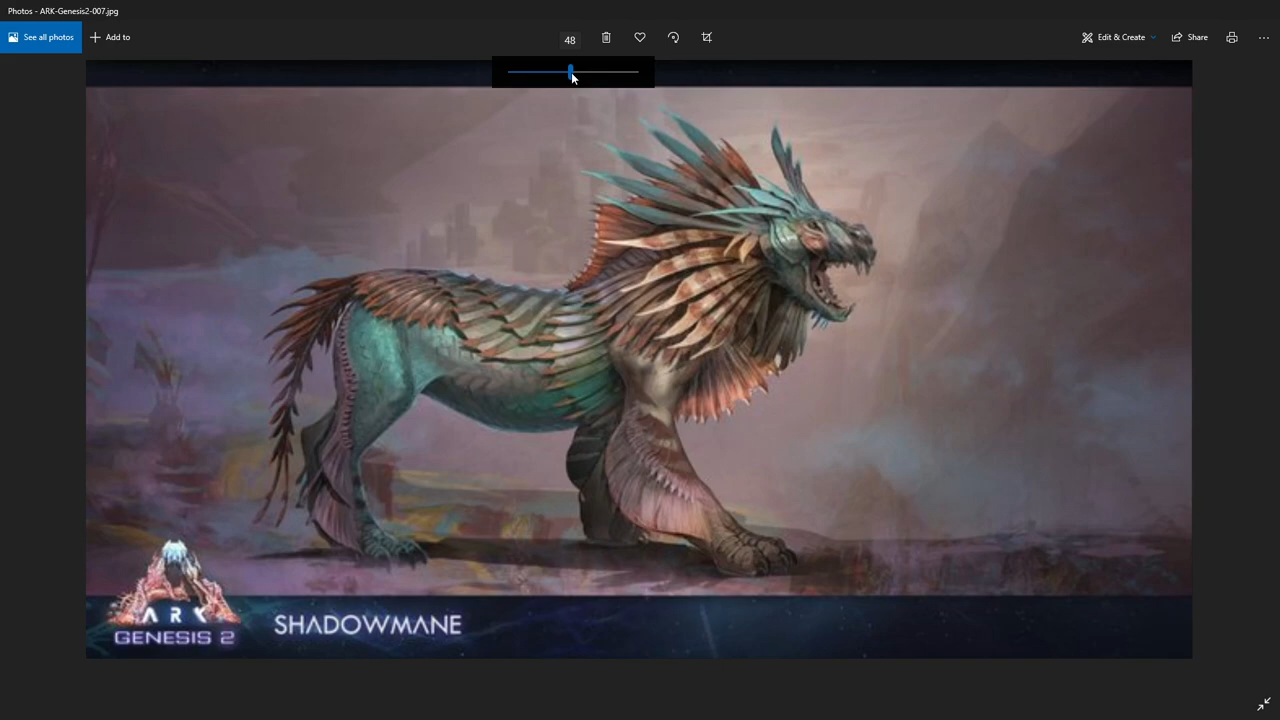 Photos - ARK-Genesis2-007.jpg
See all photos
Add to
48
Edit & Create
Share
ARK
GENESIS 2
SHADOWMANE